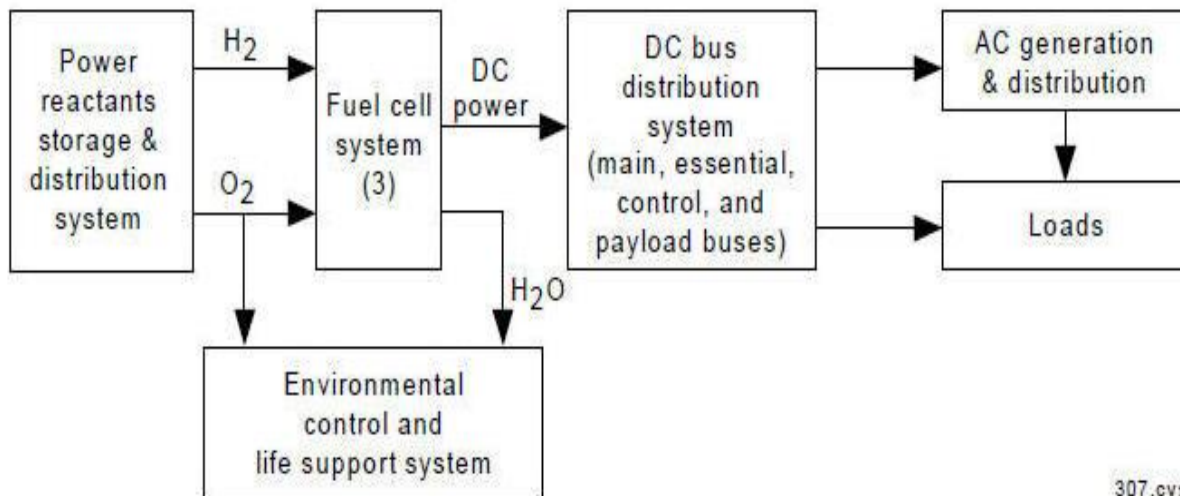 Power
reactants
storage &
distribution
system
H2
O2
Fuel cell
system
(3)
DC
power
H2O
DC bus
distribution
system
(main, essential,
control, and
payload buses)
AC generation
& distribution
Loads
Environmental
control and
life support system